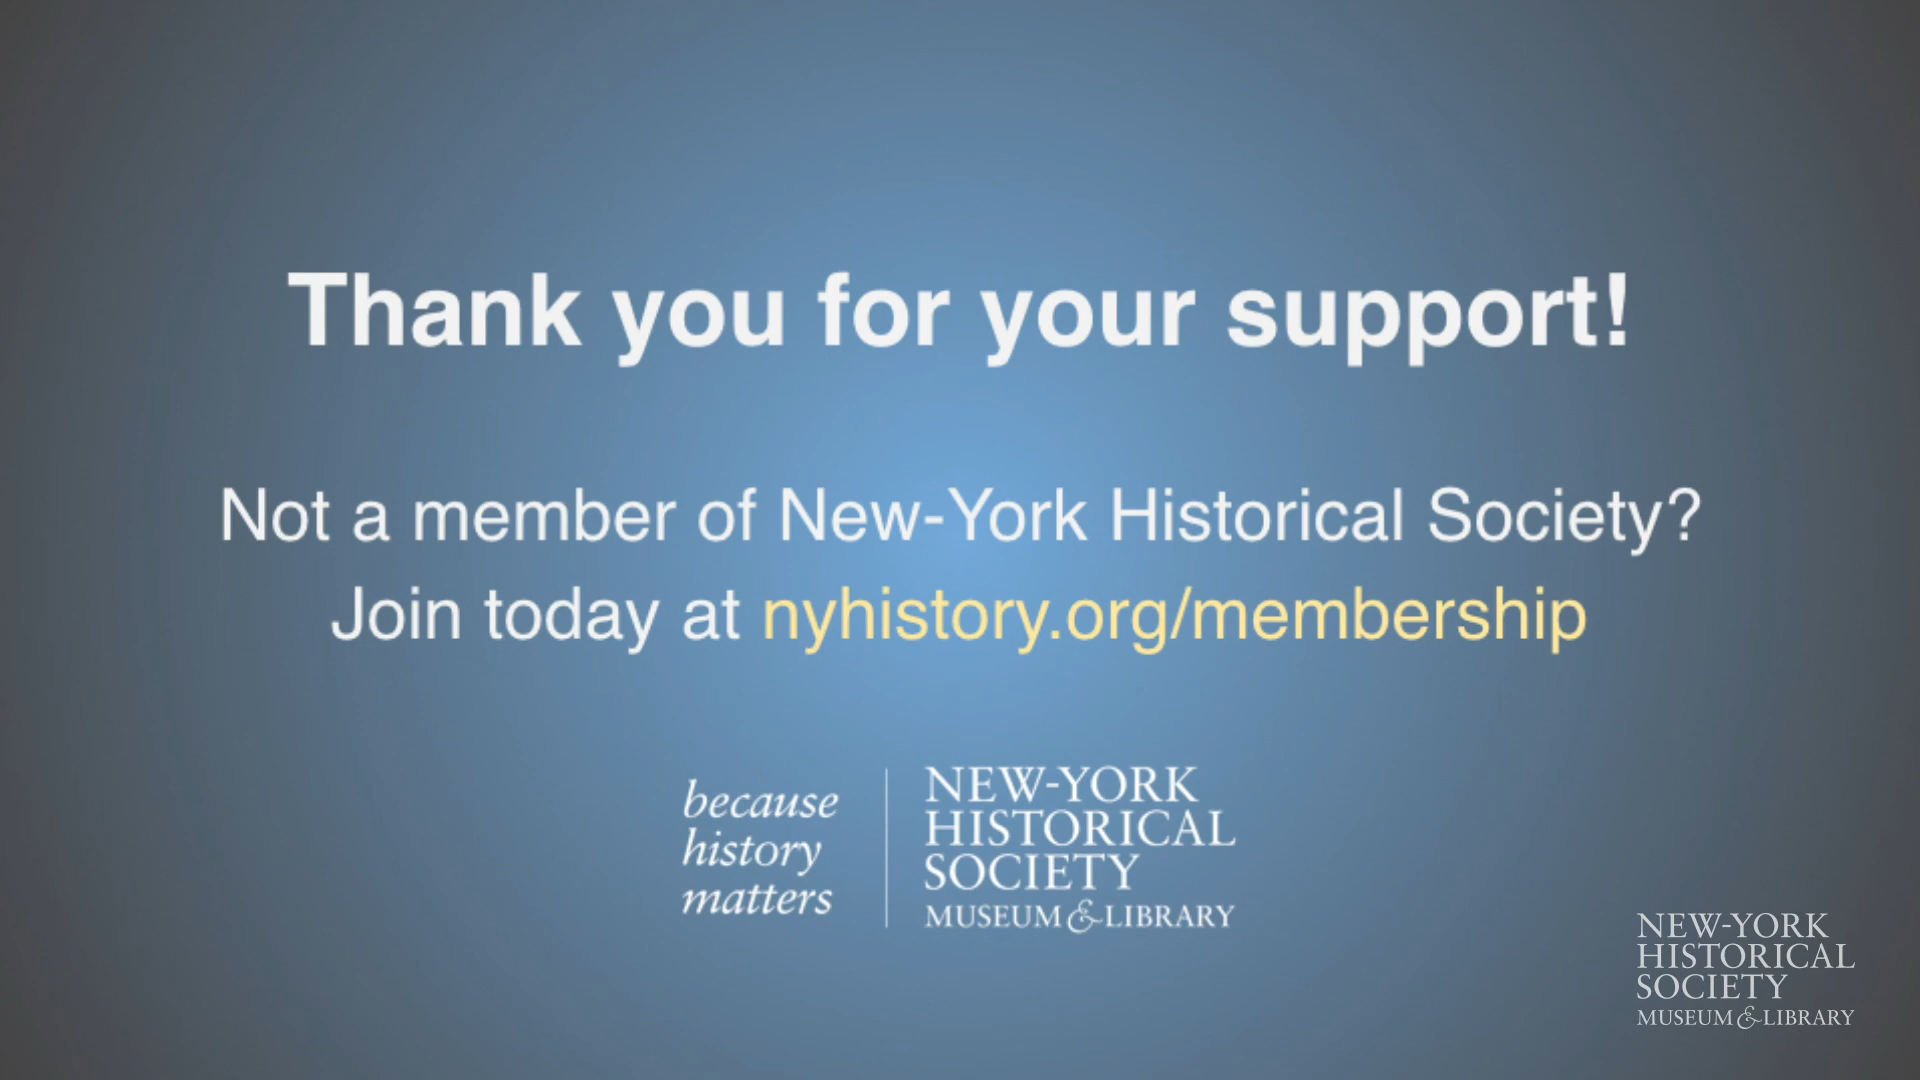 Thank you for your support!
Not a member of New-York Historical Society?
Join today at nyhistory.org/membership
because
history
matters
NEW-YORK
HISTORICAL
SOCIETY
MUSEUM & LIBRARY
NEW-YORK
HISTORICAL
SOCIETY
MUSEUM & LIBRARY